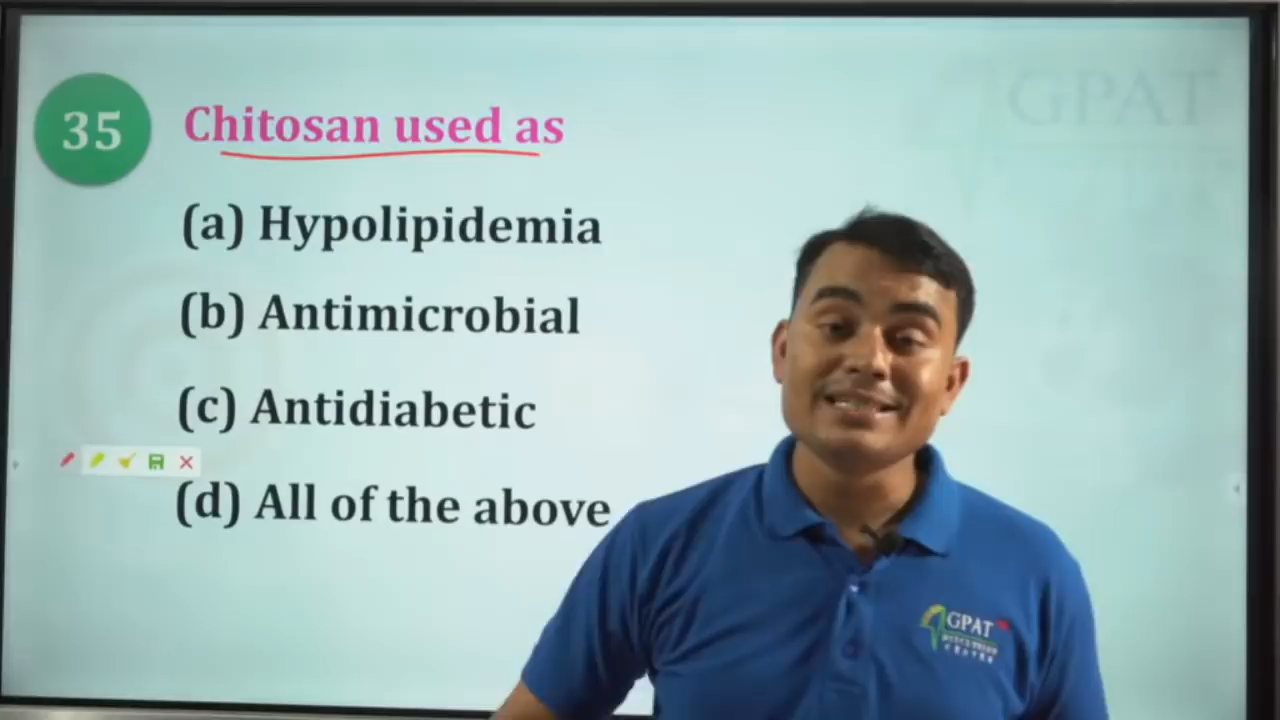 35
Chitosan used as
(a) Hypolipidemia
(b) Antimicrobial
(c) Antidiabetic
(d) All of the above
GPAT
GPAT